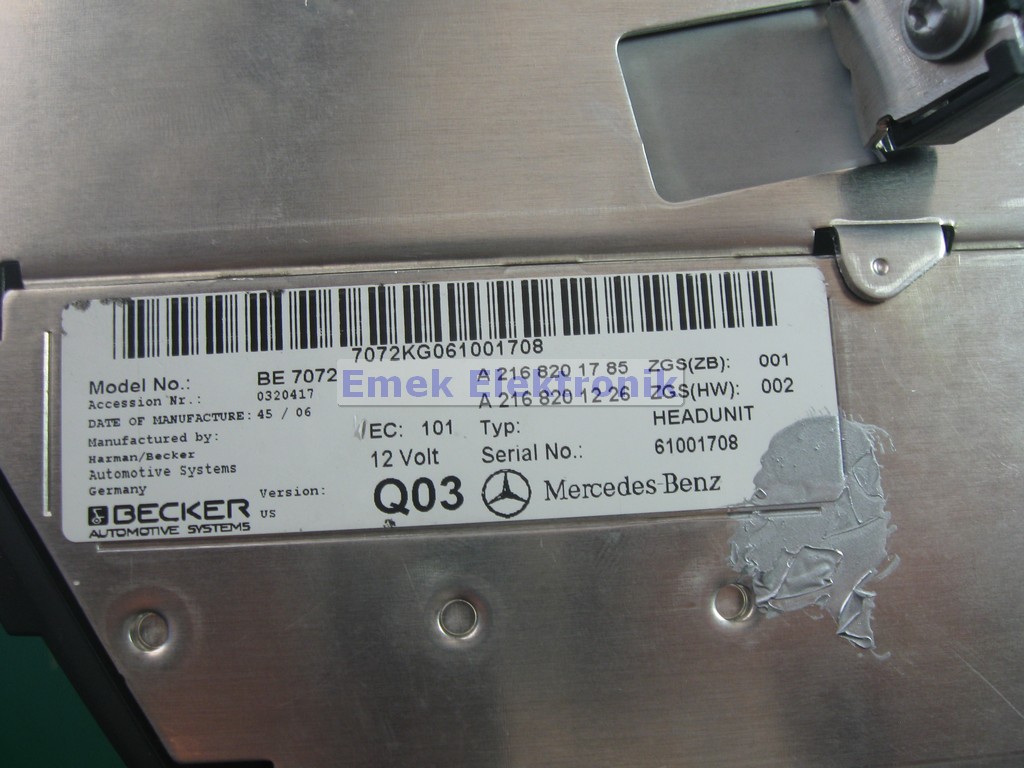 7072KG061001708
Model No.: BE 7072 A 216 820 17 85 ZGS(ZB): 001
Accession Nr.: 0320417 A 216 820 12 26 ZGS(HW): 002
Emek Elektronik
DATE OF MANUFACTURE: 45 / 06 EC: 101 Typ: HEADUNIT
Manufactured by: 12 Volt Serial No.: 61001708
Harman/Becker
Automotive Systems
Germany Version: Q03 Mercedes-Benz
BECKER US
AUTOMOTIVE SYSTEMS